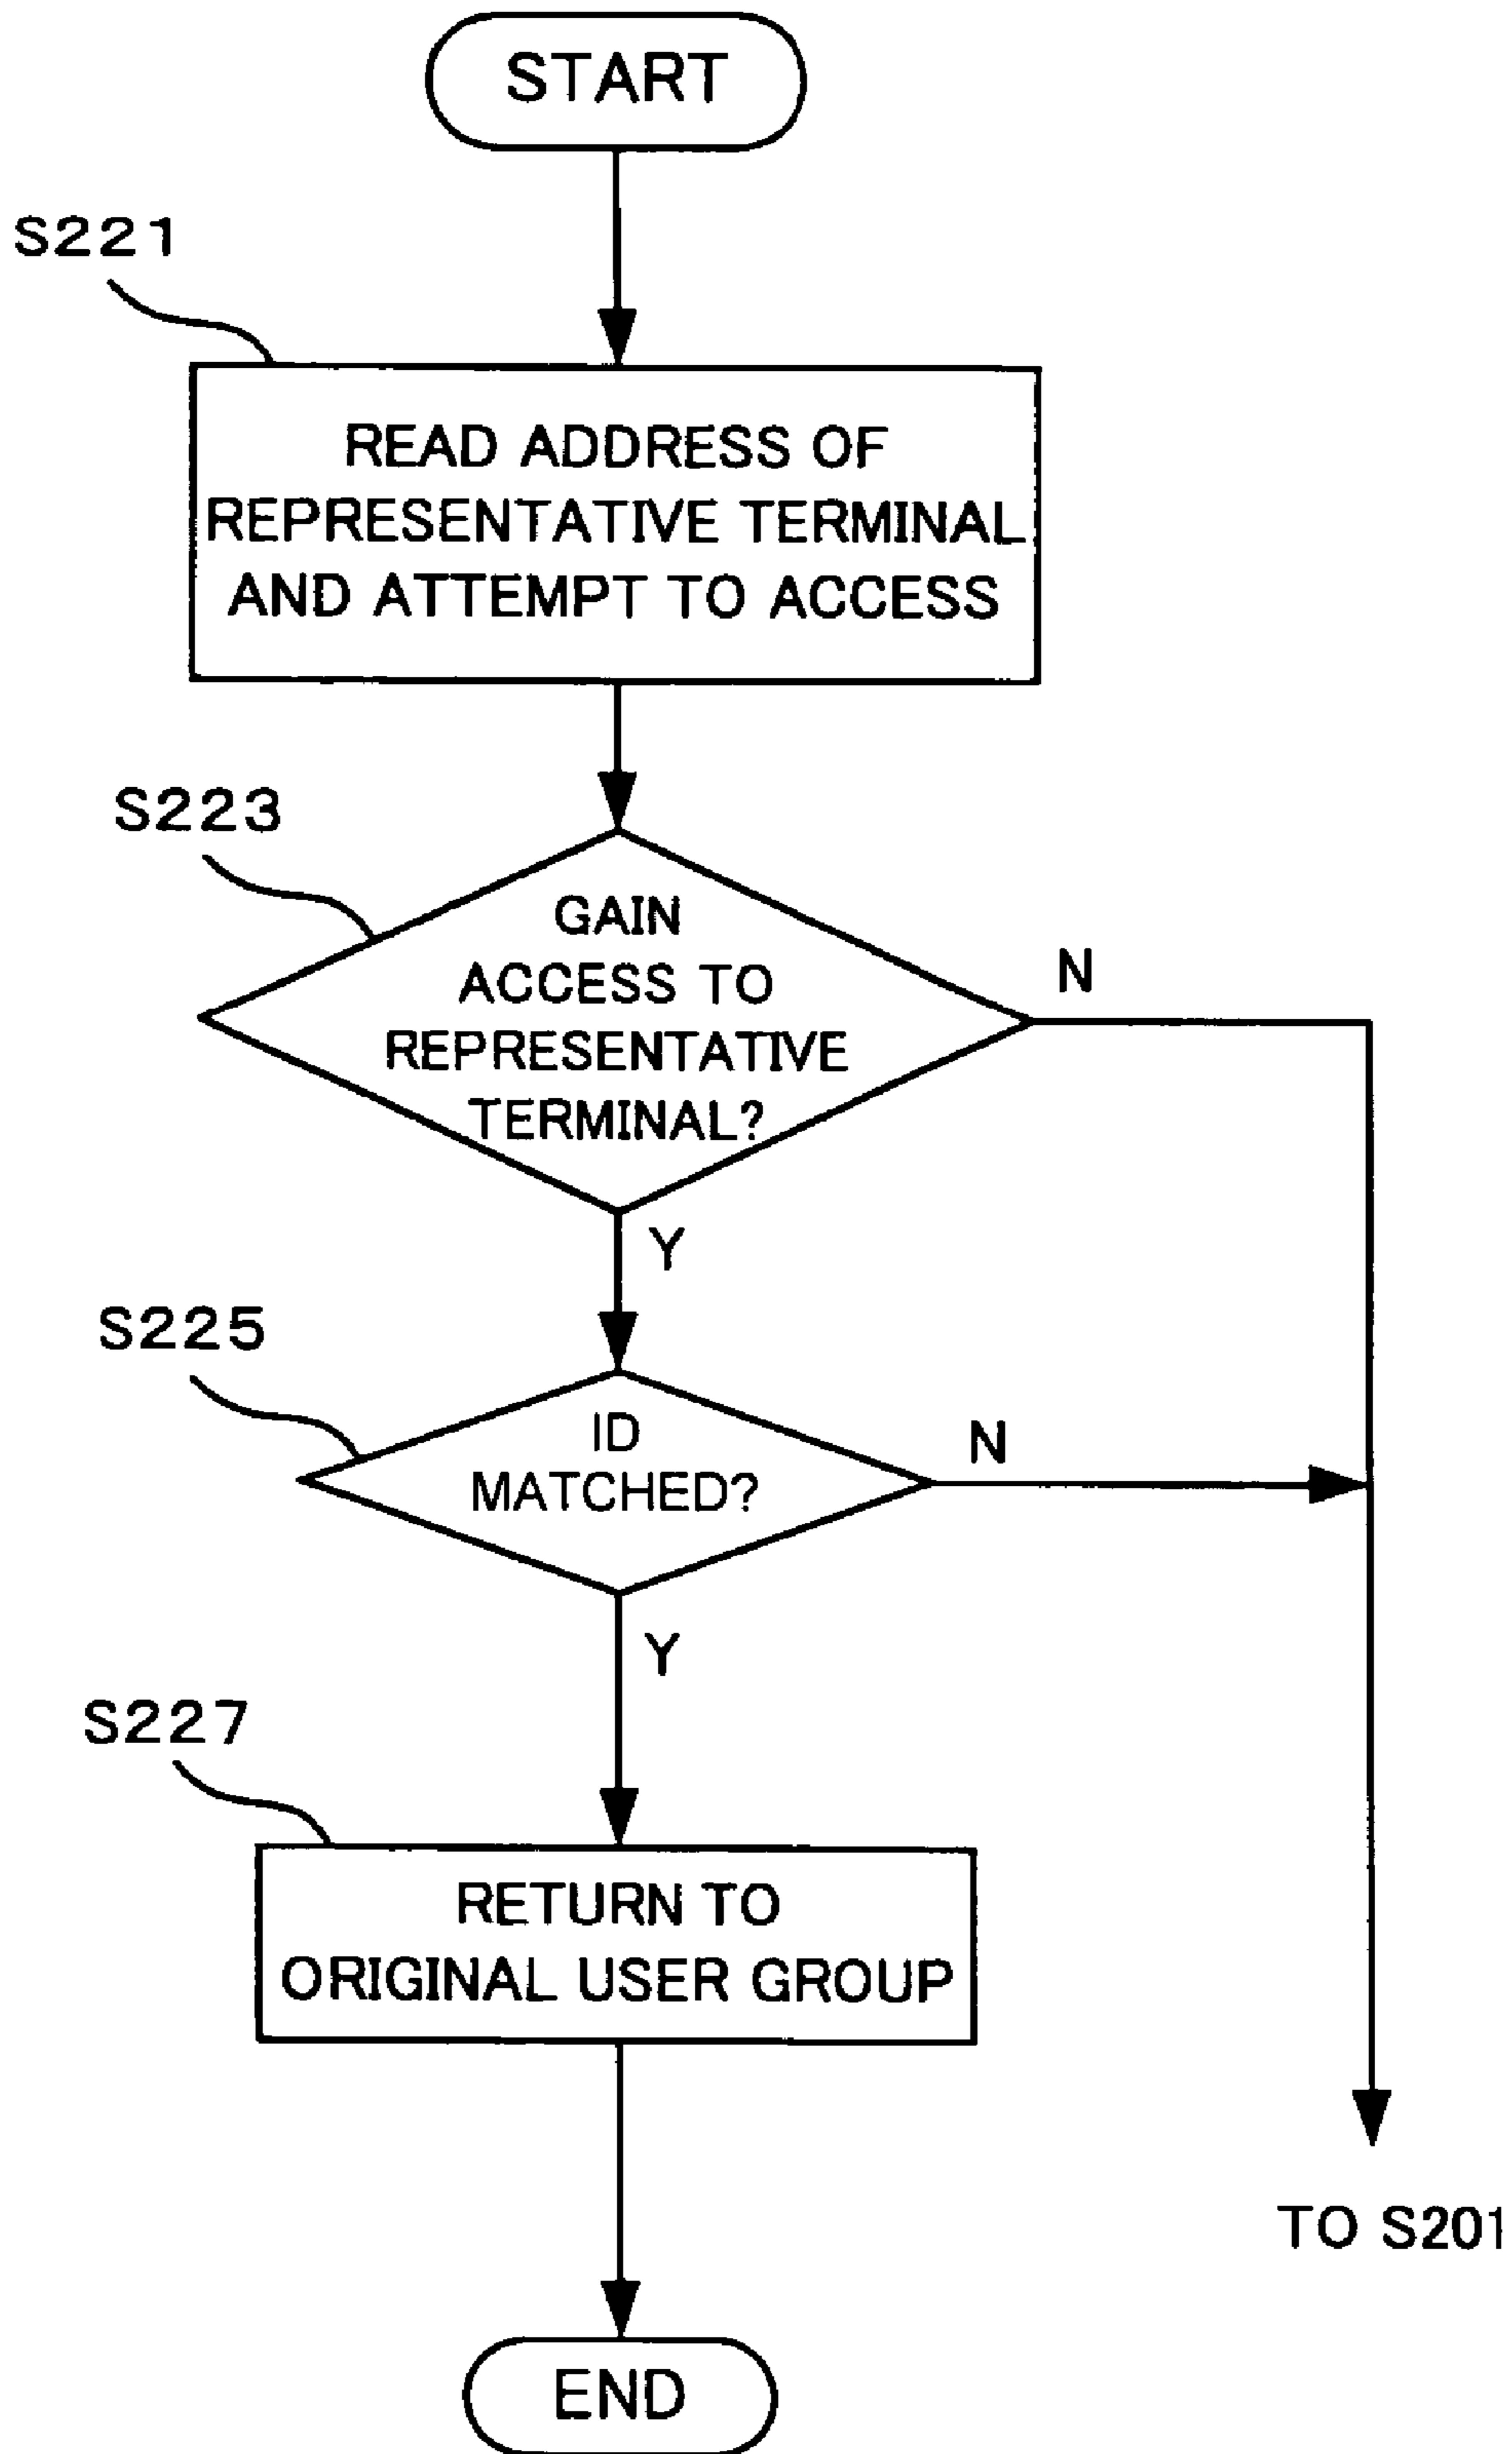 START
S221
READ ADDRESS OF
REPRESENTATIVE TERMINAL
AND ATTEMPT TO ACCESS
S223
GAIN
ACCESS TO
REPRESENTATIVE
TERMINAL?
N
Y
S225
ID
MATCHED?
N
Y
S227
RETURN TO
ORIGINAL USER GROUP
TO S201
END